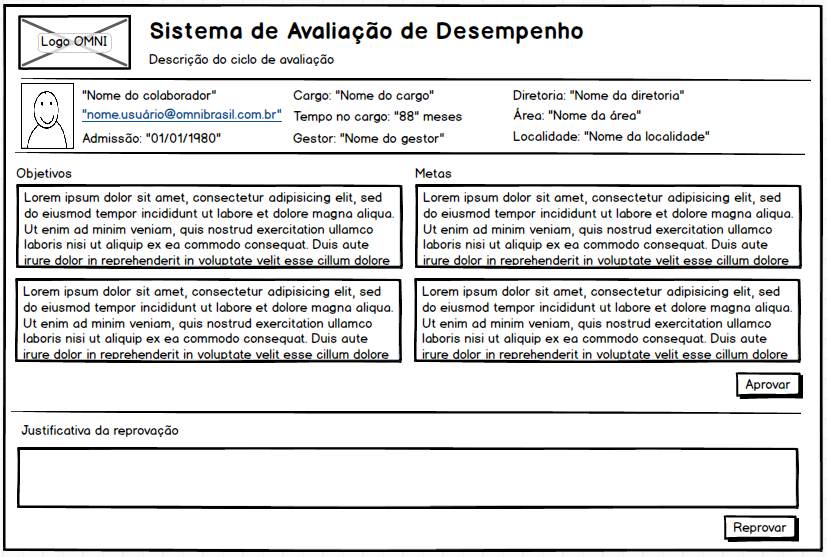 Logo OMNI
Sistema de Avaliação de Desempenho
Descrição do ciclo de avaliação
"Nome do colaborador"
"nome.usuário@omnibrasil.com.br"
Admissão: "01/01/1980"
Cargo: "Nome do cargo"
Tempo no cargo: "88" meses
Gestor: "Nome do gestor"
Diretoria: "Nome da diretoria"
Área: "Nome da área"
Localidade: "Nome da localidade"
Objetivos
Lorem ipsum dolor sit amet, consectetur adipisicing elit, sed
do eiusmod tempor incididunt ut labore et dolore magna aliqua.
Ut enim ad minim veniam, quis nostrud exercitation ullamco
laboris nisi ut aliquip ex ea commodo consequat. Duis aute
irure dolor in reprehenderit in voluptate velit esse cillum dolore
Lorem ipsum dolor sit amet, consectetur adipisicing elit, sed
do eiusmod tempor incididunt ut labore et dolore magna aliqua.
Ut enim ad minim veniam, quis nostrud exercitation ullamco
laboris nisi ut aliquip ex ea commodo consequat. Duis aute
irure dolor in reprehenderit in voluptate velit esse cillum dolore
Metas
Lorem ipsum dolor sit amet, consectetur adipisicing elit, sed
do eiusmod tempor incididunt ut labore et dolore magna aliqua.
Ut enim ad minim veniam, quis nostrud exercitation ullamco
laboris nisi ut aliquip ex ea commodo consequat. Duis aute
irure dolor in reprehenderit in voluptate velit esse cillum dolore
Lorem ipsum dolor sit amet, consectetur adipisicing elit, sed
do eiusmod tempor incididunt ut labore et dolore magna aliqua.
Ut enim ad minim veniam, quis nostrud exercitation ullamco
laboris nisi ut aliquip ex ea commodo consequat. Duis aute
irure dolor in reprehenderit in voluptate velit esse cillum dolore
Aprovar
Justificativa da reprovação
Reprovar